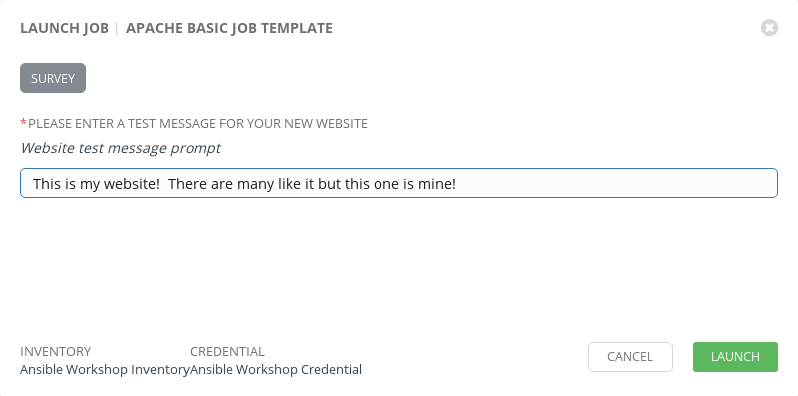 LAUNCH JOB | APACHE BASIC JOB TEMPLATE
SURVEY
*PLEASE ENTER A TEST MESSAGE FOR YOUR NEW WEBSITE
Website test message prompt
This is my website!  There are many like it but this one is mine!
INVENTORY CREDENTIAL
Ansible Workshop InventoryAnsible Workshop Credential
CANCEL LAUNCH